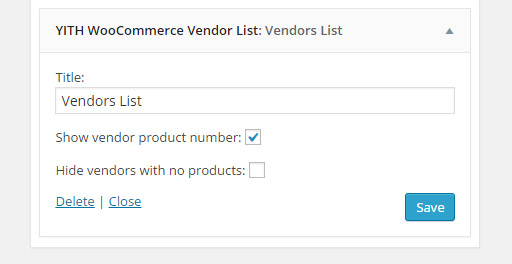 YITH WooCommerce Vendor List: Vendors List
Title:
Vendors List
Show vendor product number:
Hide vendors with no products:
Delete | Close
Save